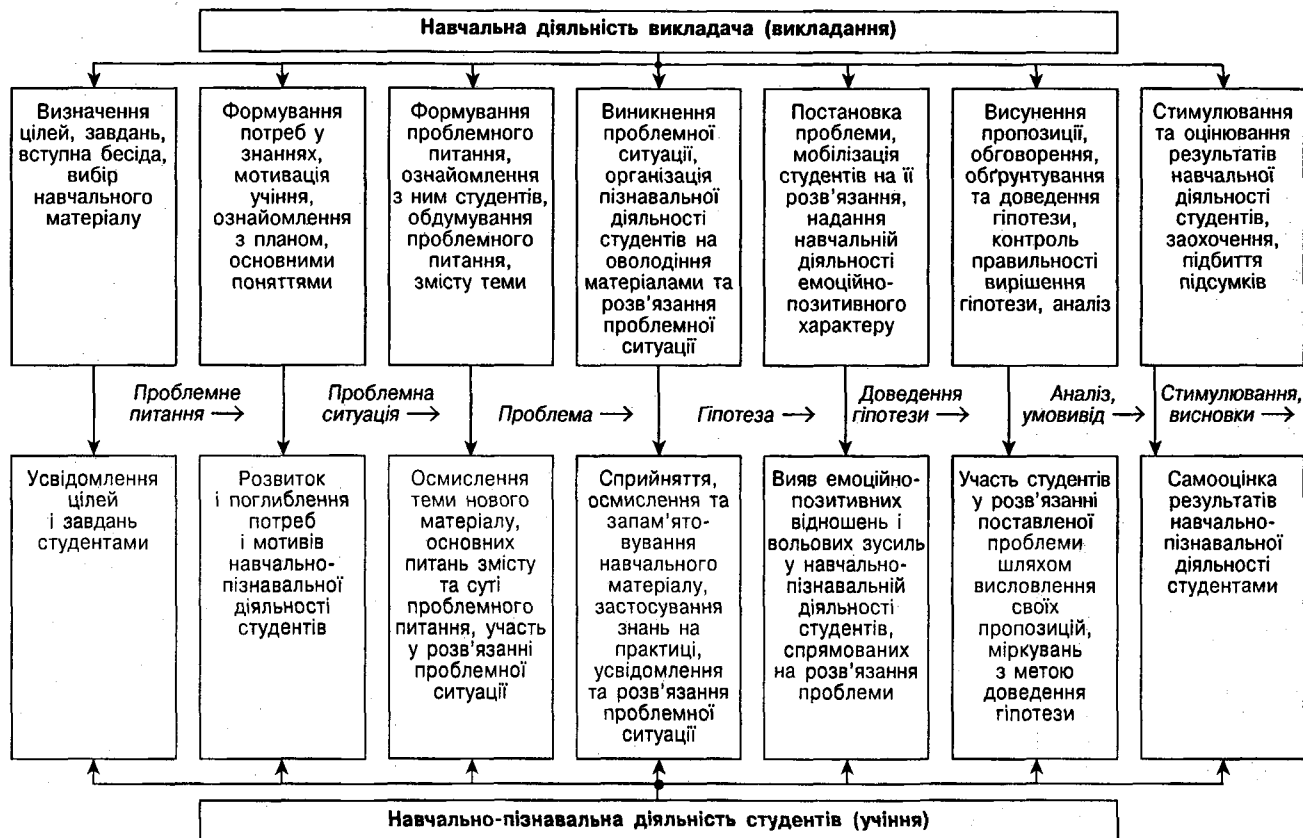 Навчальна діяльність викладача (викладання)
Визначення
цілей, завдань,
вступна бесіда,
вибір
навчального
матеріалу
Формування
потреб у
знаннях,
мотивація
учіння,
ознайомлення
з планом,
основними
поняттями
Формування
проблемного
питання,
ознайомлення
з ним студентів,
обдумування
проблемного
питання,
змісту теми
Виникнення
проблемної
ситуації,
організація
пізнавальної
діяльності
студентів на
оволодіння
матеріалами та
розв'язання
проблемної
ситуації
Постановка
проблеми,
мобілізація
студентів на її
розв'язання,
надання
навчальній
діяльності
емоційно-
позитивного
характеру
Висунення
пропозиції,
обговорення,
обґрунтування
та доведення
гіпотези,
контроль
правильності
вирішення
гіпотези, аналіз
Стимулювання
та оцінювання
результатів
навчальної
діяльності
студентів,
заохочення,
підбиття
підсумків
Проблемне
питання →
Проблемна
ситуація →
Проблема →
Гіпотеза →
Доведення
гіпотези →
Аналіз,
умовивід →
Стимулювання,
висновки →
Усвідомлення
цілей
і завдань
студентами
Розвиток
і поглиблення
потреб
і мотивів
навчально-
пізнавальної
діяльності
студентів
Осмислення
теми нового
матеріалу,
основних
питань змісту
та суті
проблемного
питання, участь
у розв'язанні
проблемної
ситуації
Сприйняття,
осмислення та
запам'ято-
вування
навчального
матеріалу,
застосування
знань на
практиці,
усвідомлення
та розв'язання
проблемної
ситуації
Вияв емоційно-
позитивних
відношень і
вольових зусиль
у навчально-
пізнавальній
діяльності
студентів,
спрямованих
на розв'язання
проблеми
Участь студентів
у розв'язанні
поставленої
проблеми
шляхом
висловлення
своїх
пропозицій,
міркувань
з метою
доведення
гіпотези
Самооцінка
результатів
навчально-
пізнавальної
діяльності
студентами
Навчально-пізнавальна діяльність студентів (учіння)